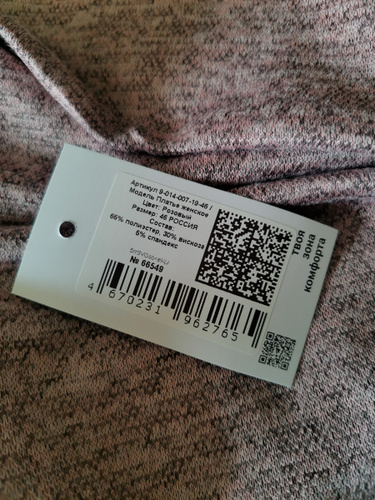 Артикул 9-014-007-19-46 /
Модель Платье женское
Цвет: Розовый
Размер: 46 РОССИЯ
Состав:
65% полиэстер, 30% вискоза
5% спандекс
№ 66549
4 670231 962765
твоя
зона
комфорта